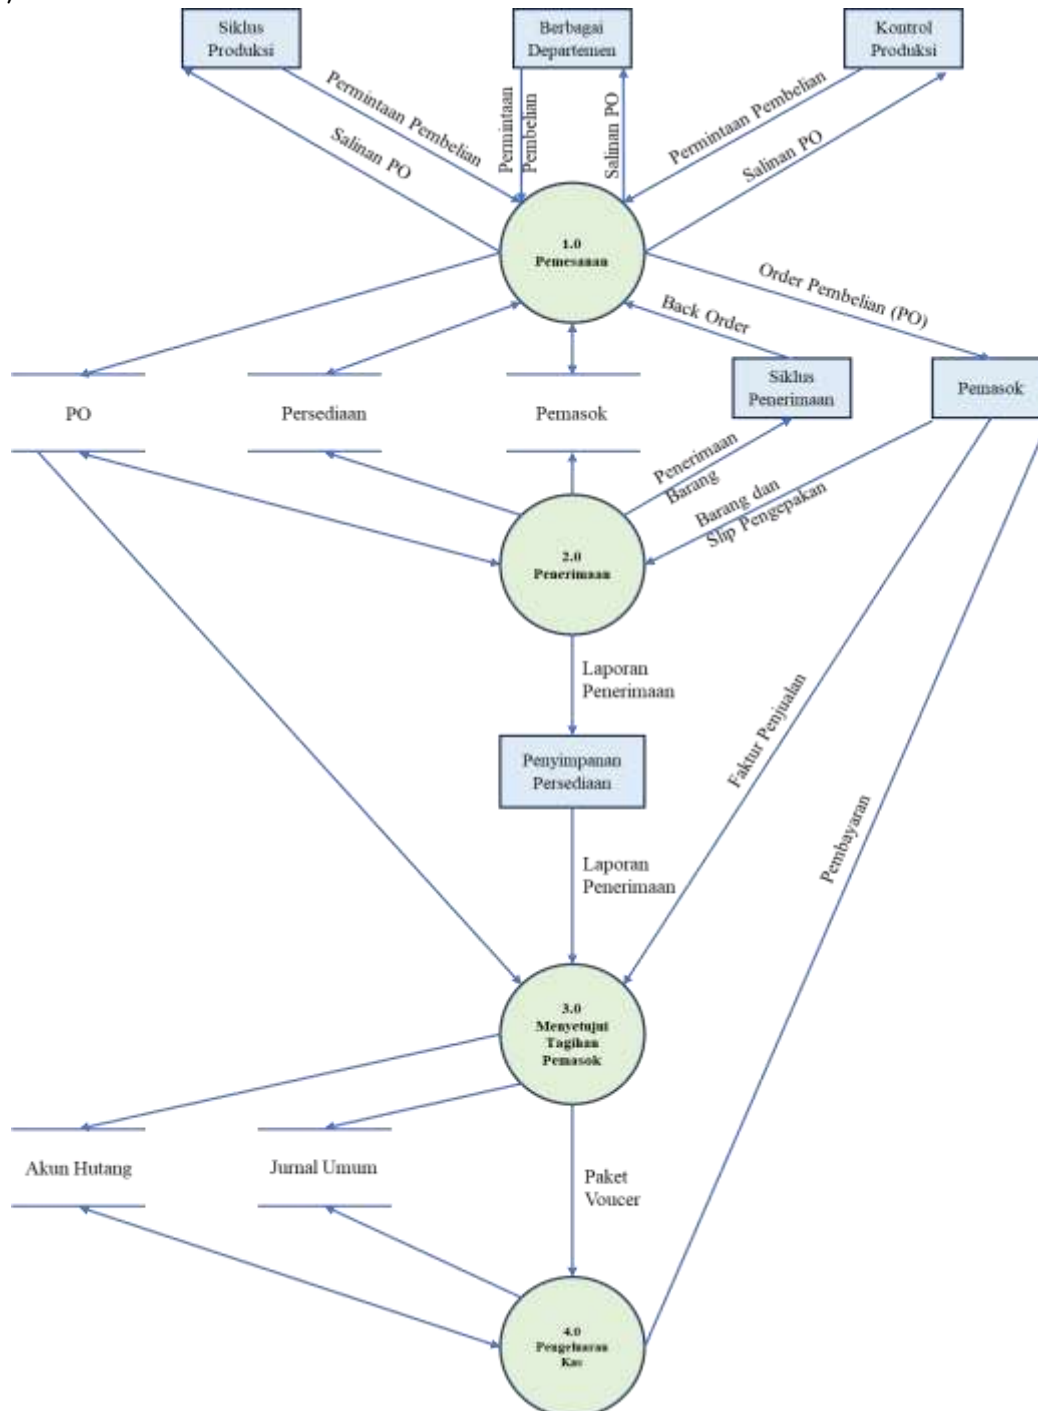 Siklus
Produksi
Berbagai
Departemen
Kontrol
Produksi
Permintaan Pembelian
Salinan PO
Permintaan
Pembelian
Salinan PO
Permintaan Pembelian
Salinan PO
1.0
Pemesanan
Order Pembelian (PO)
Back Order
PO
Persediaan
Pemasok
Siklus
Penerimaan
Pemasok
Penerimaan
Barang
Barang dan
Slip Pengepakan
2.0
Penerimaan
Laporan
Penerimaan
Penyimpanan
Persediaan
Faktur Penjualan
Pembayaran
Laporan
Penerimaan
3.0
Menyetujui
Tagihan
Pemasok
Akun Hutang
Jurnal Umum
Paket
Voucer
4.0
Pengeluaran
Kas